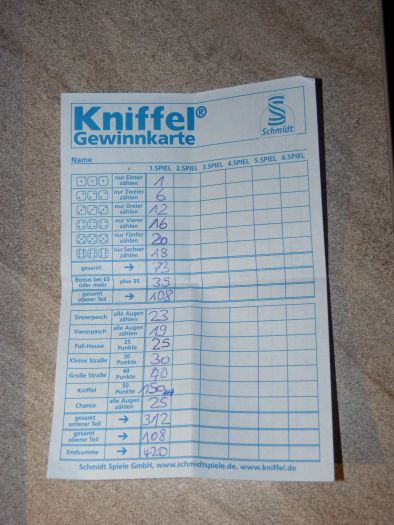 Kniffel®
Gewinnkarte
Schmidt
Name
1.SPIEL 2.SPIEL 3.SPIEL 4.SPIEL 5.SPIEL 6.SPIEL
nur Einser zählen 1
nur Zweier zählen 6
nur Dreier zählen 12
nur Vierer zählen 16
nur Fünfer zählen 20
nur Sechser zählen 18
gesamt → 73
Bonus bei 63 oder mehr plus 35 35
gesamt oberer Teil → 108
Dreierpasch alle Augen zählen 23
Viererpasch alle Augen zählen 19
Full-House 25 Punkte 25
Kleine Straße 30 Punkte 30
Große Straße 40 Punkte 40
Kniffel 50 Punkte 150
Chance alle Augen zählen 25
gesamt unterer Teil → 312
gesamt oberer Teil → 108
Endsumme → 420
Schmidt Spiele GmbH, www.schmidtspiele.de, www.kniffel.de